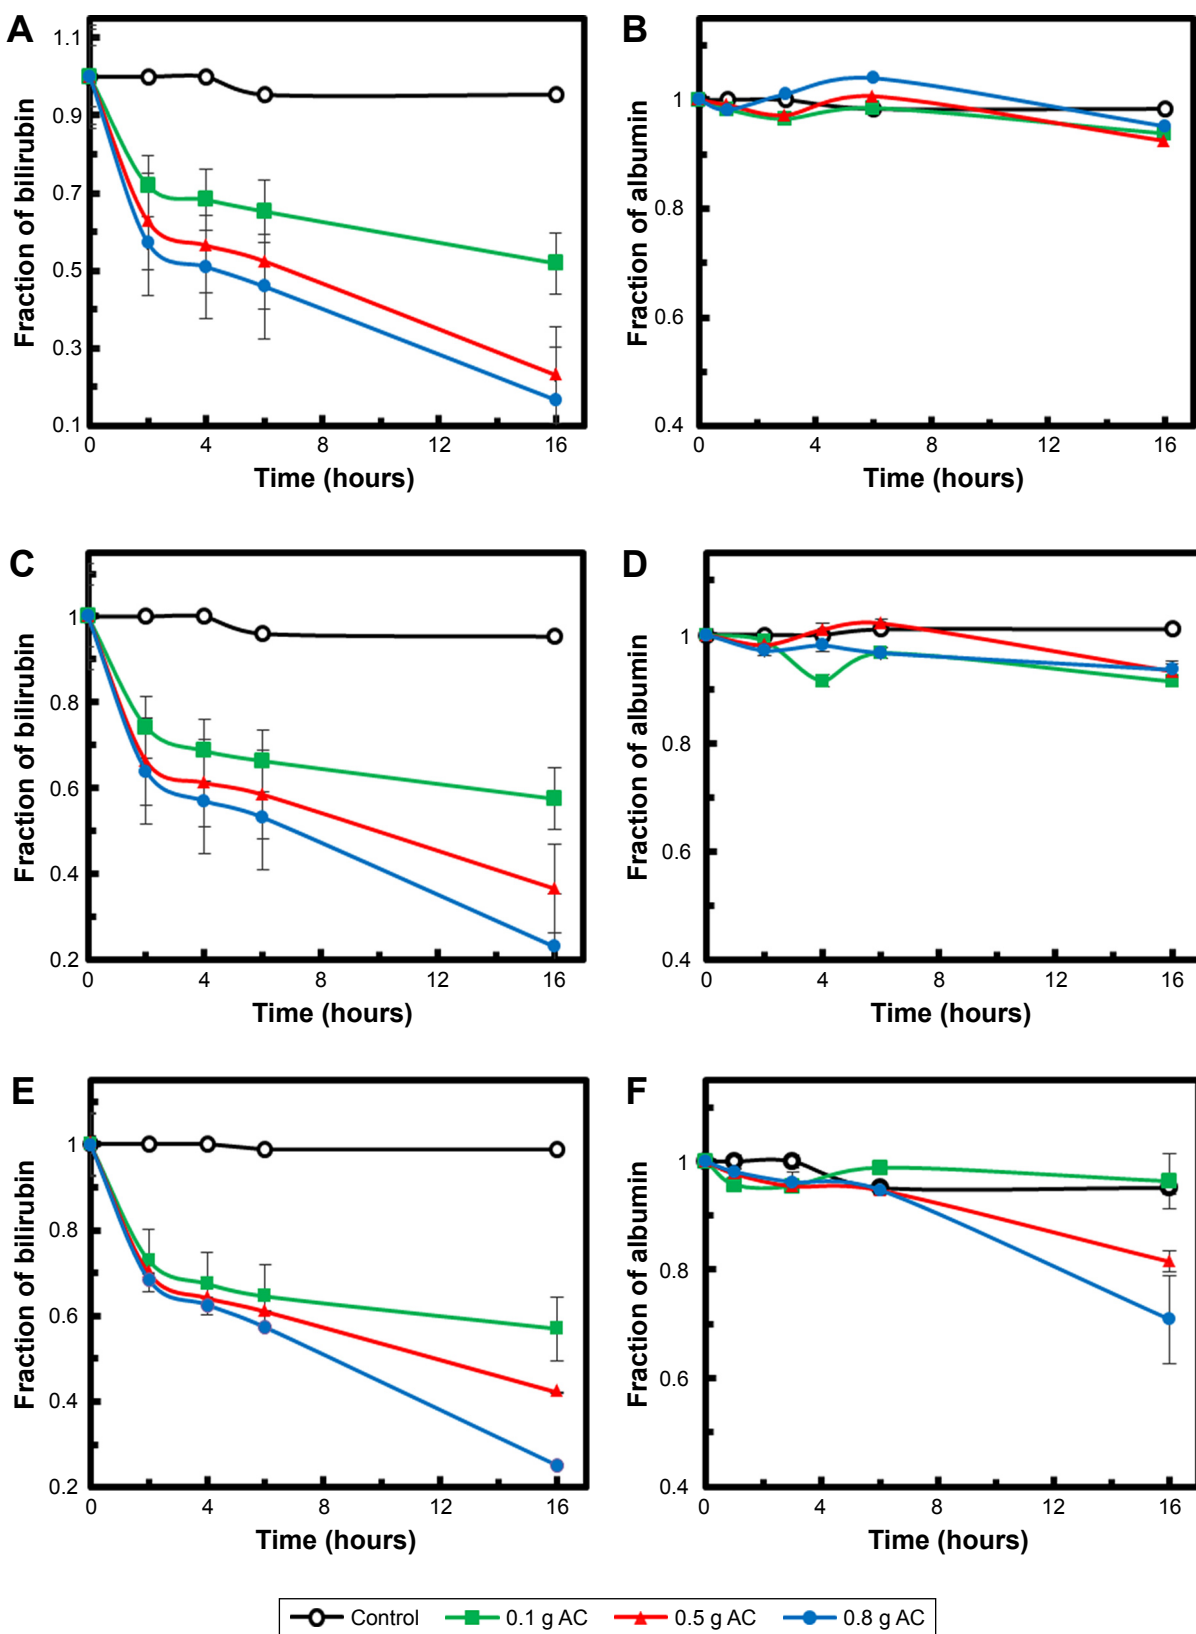 A
Fraction of bilirubin
1.1
0.9
0.7
0.5
0.3
0.1
0 4 8 12 16
Time (hours)
B
Fraction of albumin
1
0.8
0.6
0.4
0 4 8 12 16
Time (hours)
C
Fraction of bilirubin
1
0.8
0.6
0.4
0.2
0 4 8 12 16
Time (hours)
D
Fraction of albumin
1
0.8
0.6
0.4
0 4 8 12 16
Time (hours)
E
Fraction of bilirubin
1
0.8
0.6
0.4
0.2
0 4 8 12 16
Time (hours)
F
Fraction of albumin
1
0.8
0.6
0.4
0 4 8 12 16
Time (hours)
Control 0.1 g AC 0.5 g AC 0.8 g AC